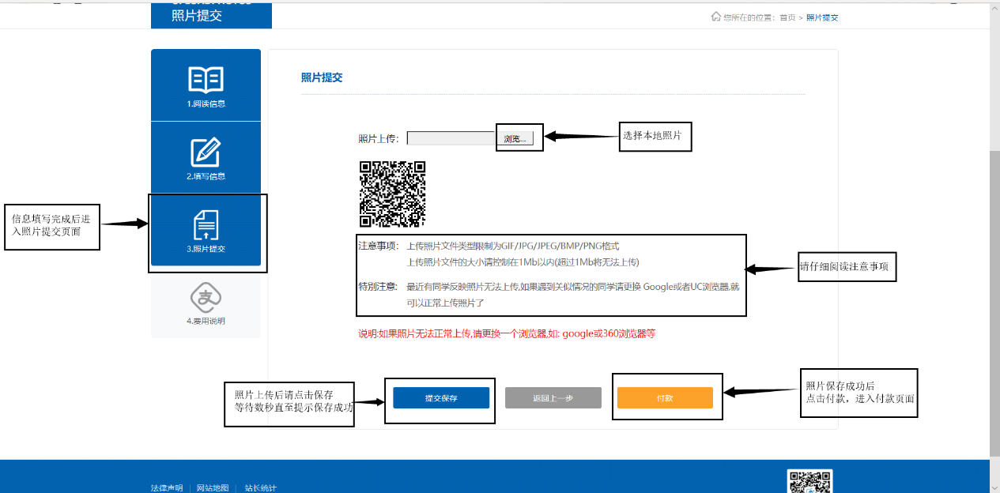 照片提交
您所在的位置: 首页 > 照片提交
1.阅读信息
2.填写信息
3.照片提交
4.费用说明
信息填写完成后进
入照片提交页面
照片提交
照片上传:
浏览...
选择本地照片
注意事项: 上传照片文件类型限制为GIF/JPG/JPEG/BMP/PNG格式
上传照片文件的大小请控制在1Mb以内(超过1Mb将无法上传)
特别注意: 最近有同学反映照片无法上传,如果遇到关似情况的同学请更换 Google或者UC浏览器,就
可以正常上传照片了
请仔细阅读注意事项
说明:如果照片无法正常上传,请更换一个浏览器,如: google或360浏览器等
照片上传后请点击保存
等待数秒直至提示保存成功
提交保存
返回上一步
付款
照片保存成功后
点击付款，进入付款页面
法律声明 | 网站地图 | 站长统计